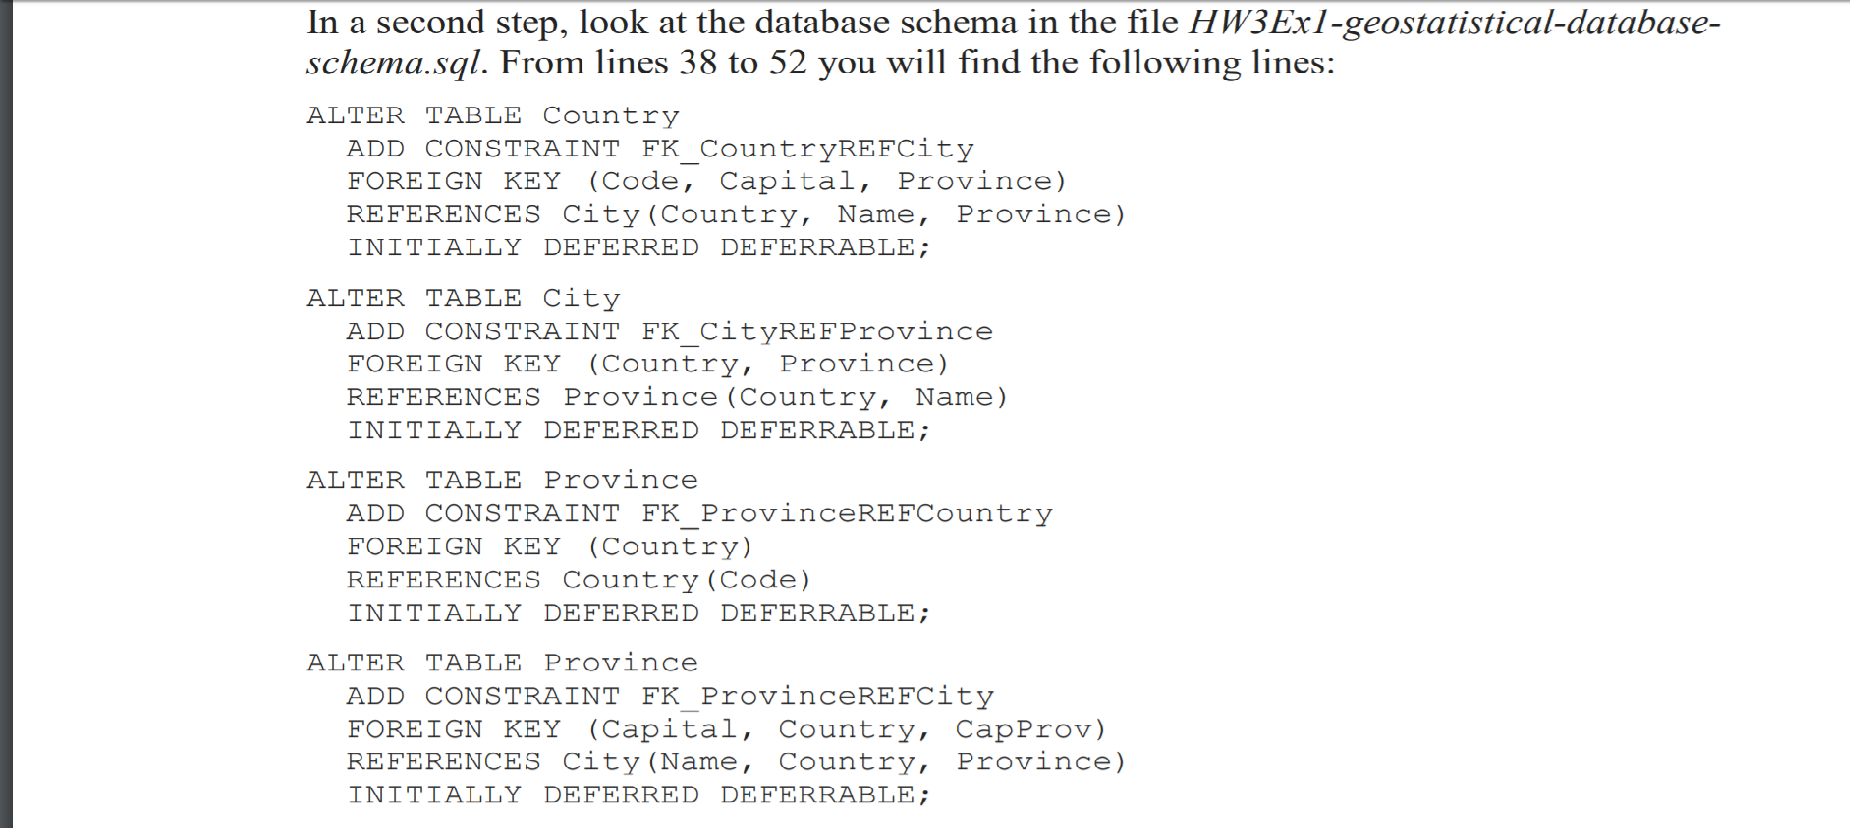 In a second step, look at the database schema in the file HW3Ex1-geostatistical-database-
schema.sql. From lines 38 to 52 you will find the following lines:
ALTER TABLE Country
ADD CONSTRAINT FK_CountryREFCity
FOREIGN KEY (Code, Capital, Province)
REFERENCES City(Country, Name, Province)
INITIALLY DEFERRED DEFERRABLE;
ALTER TABLE City
ADD CONSTRAINT FK_CityREFProvince
FOREIGN KEY (Country, Province)
REFERENCES Province(Country, Name)
INITIALLY DEFERRED DEFERRABLE;
ALTER TABLE Province
ADD CONSTRAINT FK_ProvinceREFCountry
FOREIGN KEY (Country)
REFERENCES Country(Code)
INITIALLY DEFERRED DEFERRABLE;
ALTER TABLE Province
ADD CONSTRAINT FK_ProvinceREFCity
FOREIGN KEY (Capital, Country, CapProv)
REFERENCES City(Name, Country, Province)
INITIALLY DEFERRED DEFERRABLE;